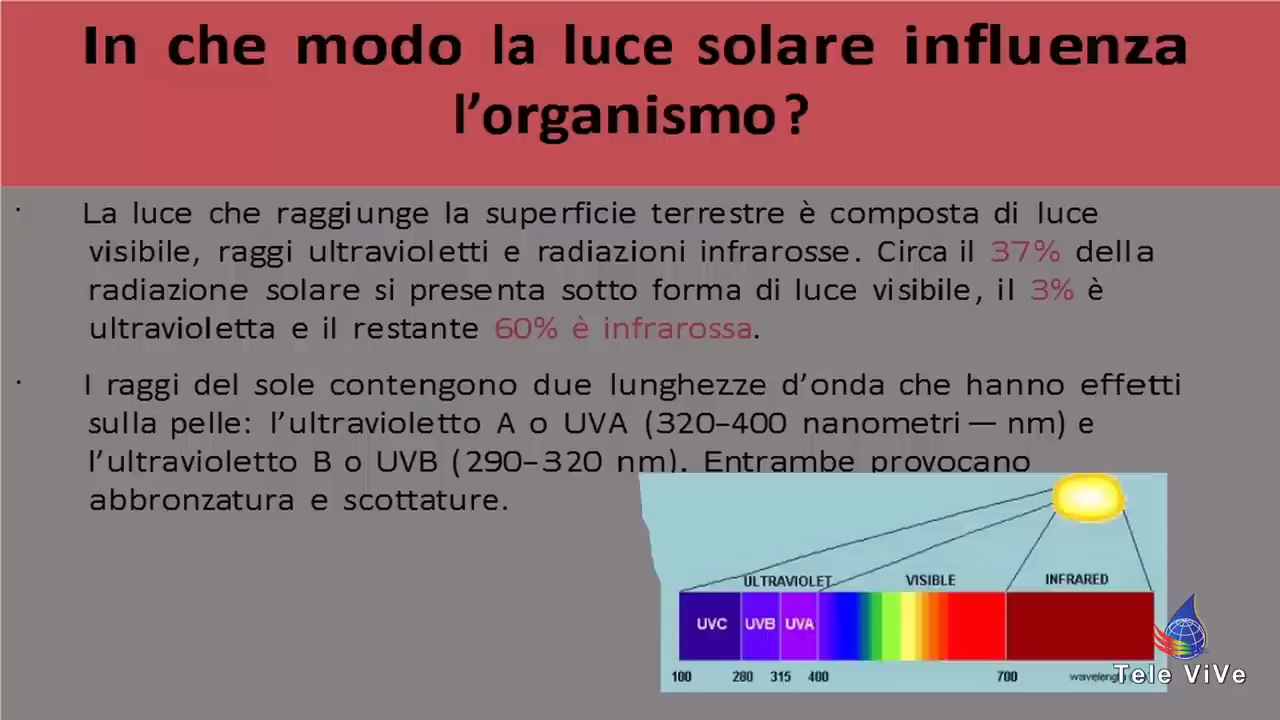 In che modo la luce solare influenza
l’organismo?
La luce che raggiunge la superficie terrestre è composta di luce
visibile, raggi ultravioletti e radiazioni infrarosse. Circa il 37% della
radiazione solare si presenta sotto forma di luce visibile, il 3% è
ultravioletta e il restante 60% è infrarossa.
I raggi del sole contengono due lunghezze d’onda che hanno effetti
sulla pelle: l’ultravioletto A o UVA (320–400 nanometri — nm) e
l’ultravioletto B o UVB (290–320 nm). Entrambe provocano
abbronzatura e scottature.
ULTRAVIOLET VISIBLE INFRARED
UVC UVB UVA
100 280 315 400 700
Tele ViVe